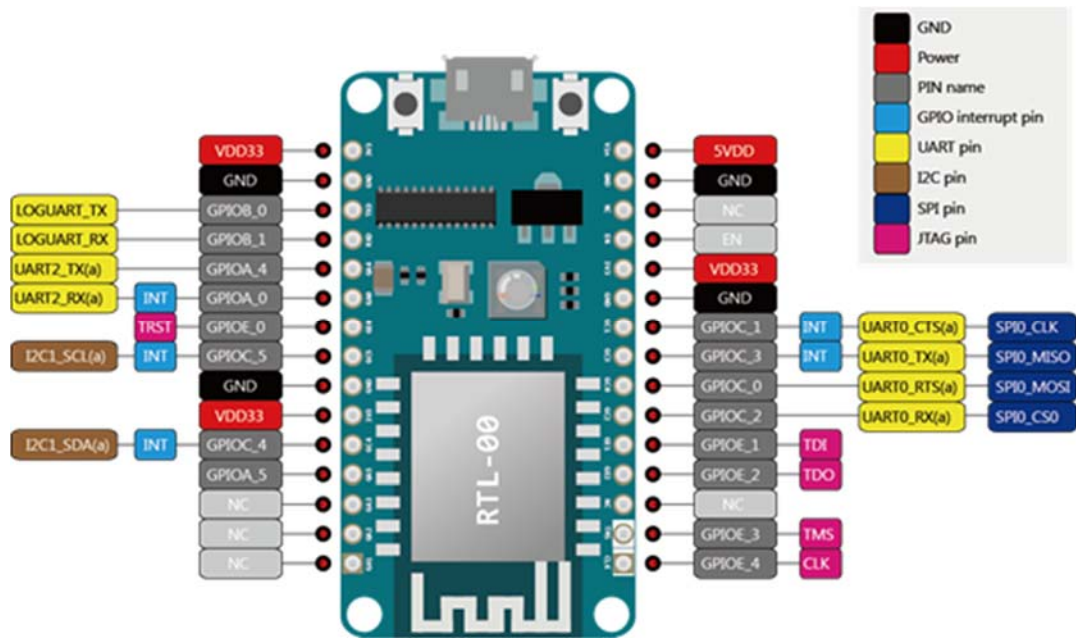 GND
Power
PIN name
GPIO interrupt pin
UART pin
I2C pin
SPI pin
JTAG pin
VDD33
GND
LOGUART_TX GPIOB_0
LOGUART_RX GPIOB_1
UART2_TX(a) GPIOA_4
UART2_RX(a) INT GPIOA_0
TRST GPIOE_0
I2C1_SCL(a) INT GPIOC_5
GND
VDD33
I2C1_SDA(a) INT GPIOC_4
GPIOA_5
NC
NC
NC
RTL-00
5VDD
GND
NC
EN
VDD33
GND
GPIOC_1 INT UART0_CTS(a) SPI0_CLK
GPIOC_3 INT UART0_TX(a) SPI0_MISO
GPIOC_0 UART0_RTS(a) SPI0_MOSI
GPIOC_2 UART0_RX(a) SPI0_CS0
GPIOE_1 TDI
GPIOE_2 TDO
NC
GPIOE_3 TMS
GPIOE_4 CLK